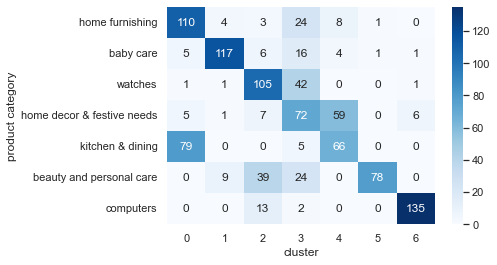 product category
home furnishing 110 4 3 24 8 1 0
baby care 5 117 6 16 4 1 1
watches 1 1 105 42 0 0 1
home decor & festive needs 5 1 7 72 59 0 6
kitchen & dining 79 0 0 5 66 0 0
beauty and personal care 0 9 39 24 0 78 0
computers 0 0 13 2 0 0 135
0 1 2 3 4 5 6
cluster
120
100
80
60
40
20
0